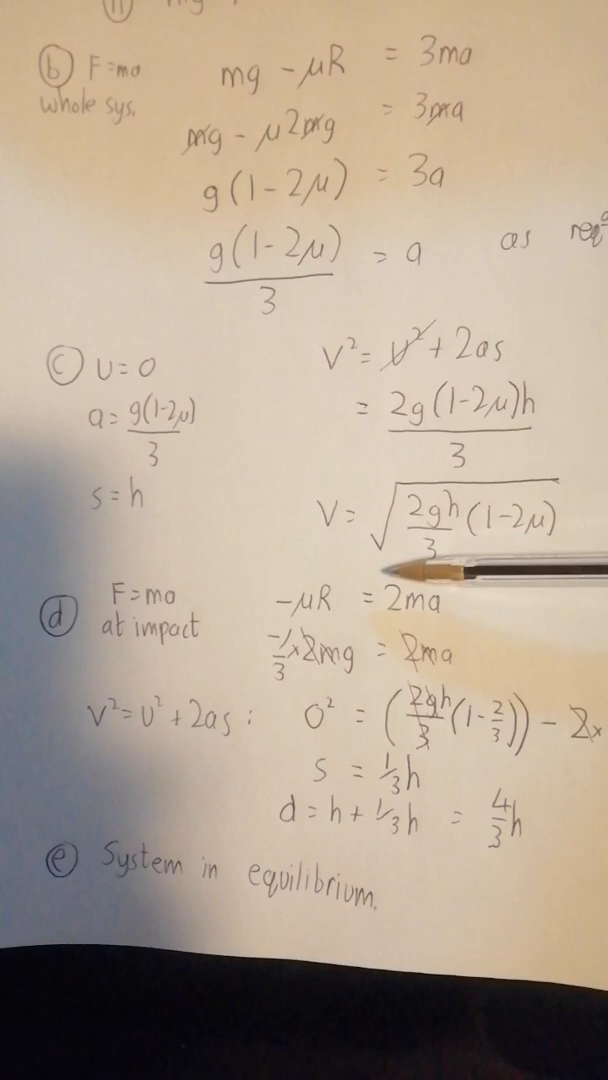 (b) F=ma mg - μR = 3ma
whole sys. mg - μ2mg = 3ma
g(1-2μ) = 3a
g(1-2μ)/3 = a as reqd
(c) U=0 V² = U² + 2as
a = g(1-2μ)/3 = 2g(1-2μ)h/3
s=h V = √(2gh/3 (1-2μ))
(d) F=ma -μR = 2ma
at impact -1/3 × 2mg = 2ma
V²=U²+2as : 0² = (2gh/3 (1-2/3)) - 2×
s = 1/3h
d = h + 1/3h = 4/3h
(e) System in equilibrium.